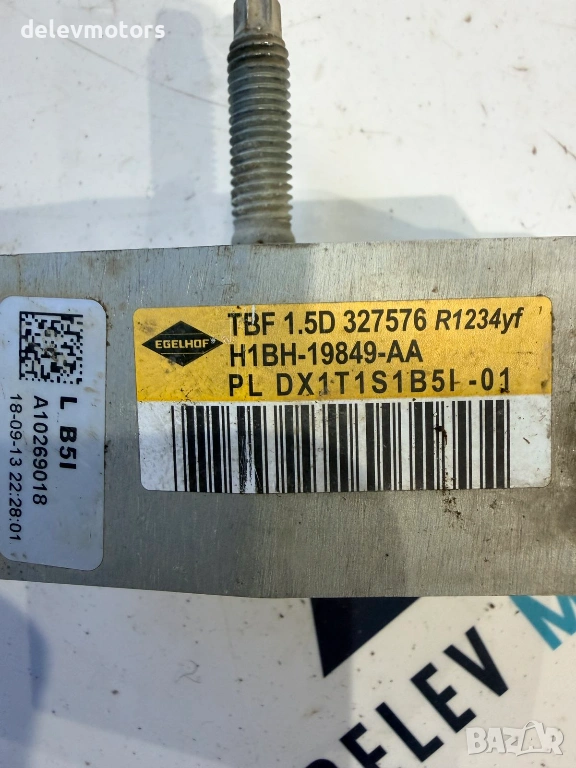 delevmotors
EGELHOF®
TBF 1.5D 327576 R1234yf
H1BH-19849-AA
PL DX1T1S1B5I-01
L B5I
A10269018
18-09-13 22:28:01
DELEV M
BAZAR